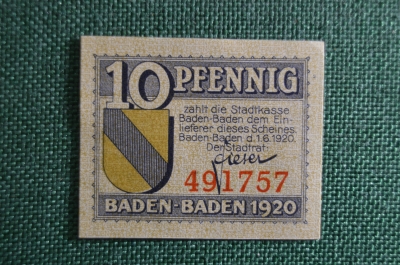 10 PFENNIG
zahlt die Stadtkasse
Baden-Baden dem Ein-
lieferer dieses Scheines.
Baden-Baden d.1.6.1920.
Der Stadtrat:
Fieser
491757
BADEN-BADEN 1920